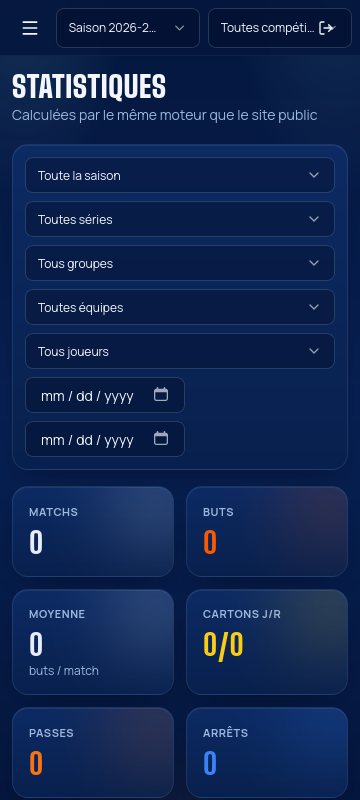 Saison 2026-2...
Toutes compéti...
STATISTIQUES
Calculées par le même moteur que le site public
Toute la saison
Toutes séries
Tous groupes
Toutes équipes
Tous joueurs
mm / dd / yyyy
mm / dd / yyyy
MATCHS
0
BUTS
0
MOYENNE
0
buts / match
CARTONS J/R
0/0
PASSES
0
ARRÊTS
0